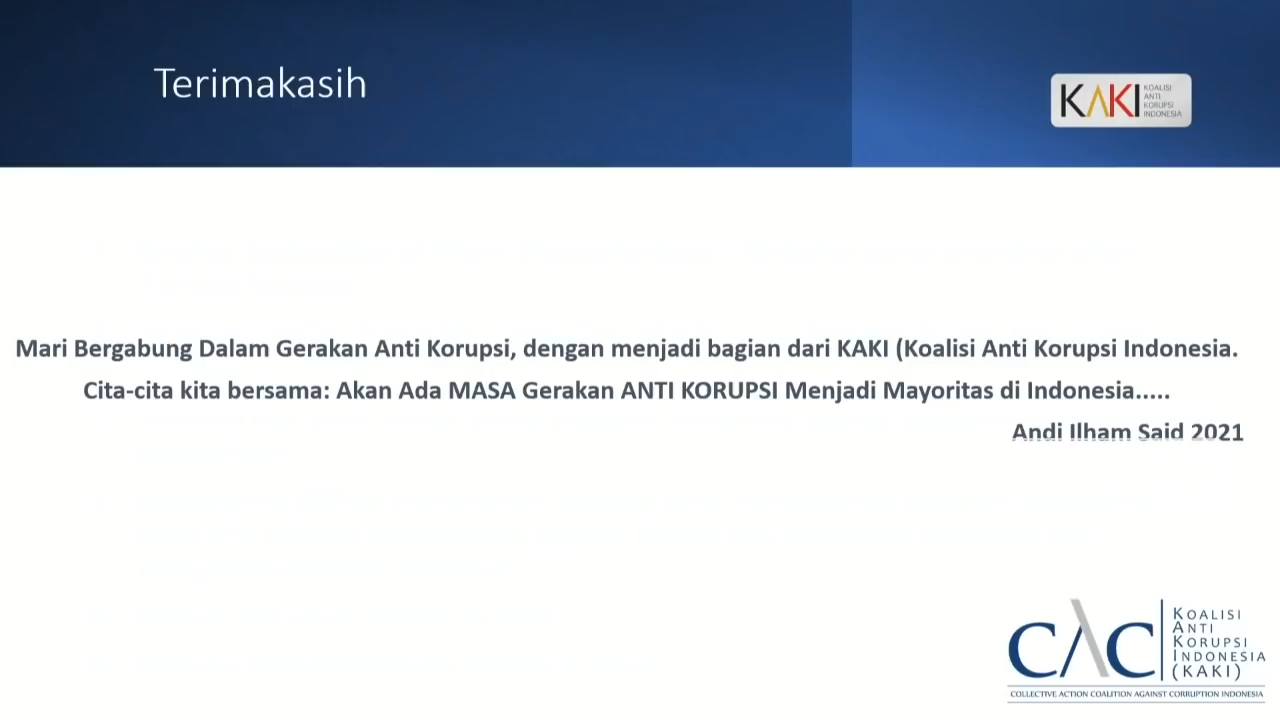 Terimakasih
KAKI
KOALISI
ANTI
KORUPSI
INDONESIA
Mari Bergabung Dalam Gerakan Anti Korupsi, dengan menjadi bagian dari KAKI (Koalisi Anti Korupsi Indonesia.
Cita-cita kita bersama: Akan Ada MASA Gerakan ANTI KORUPSI Menjadi Mayoritas di Indonesia.....
Andi Ilham Said 2021
CAC
KOALISI
ANTI
KORUPSI
INDONESIA
(KAKI)
COLLECTIVE ACTION COALITION AGAINST CORRUPTION INDONESIA